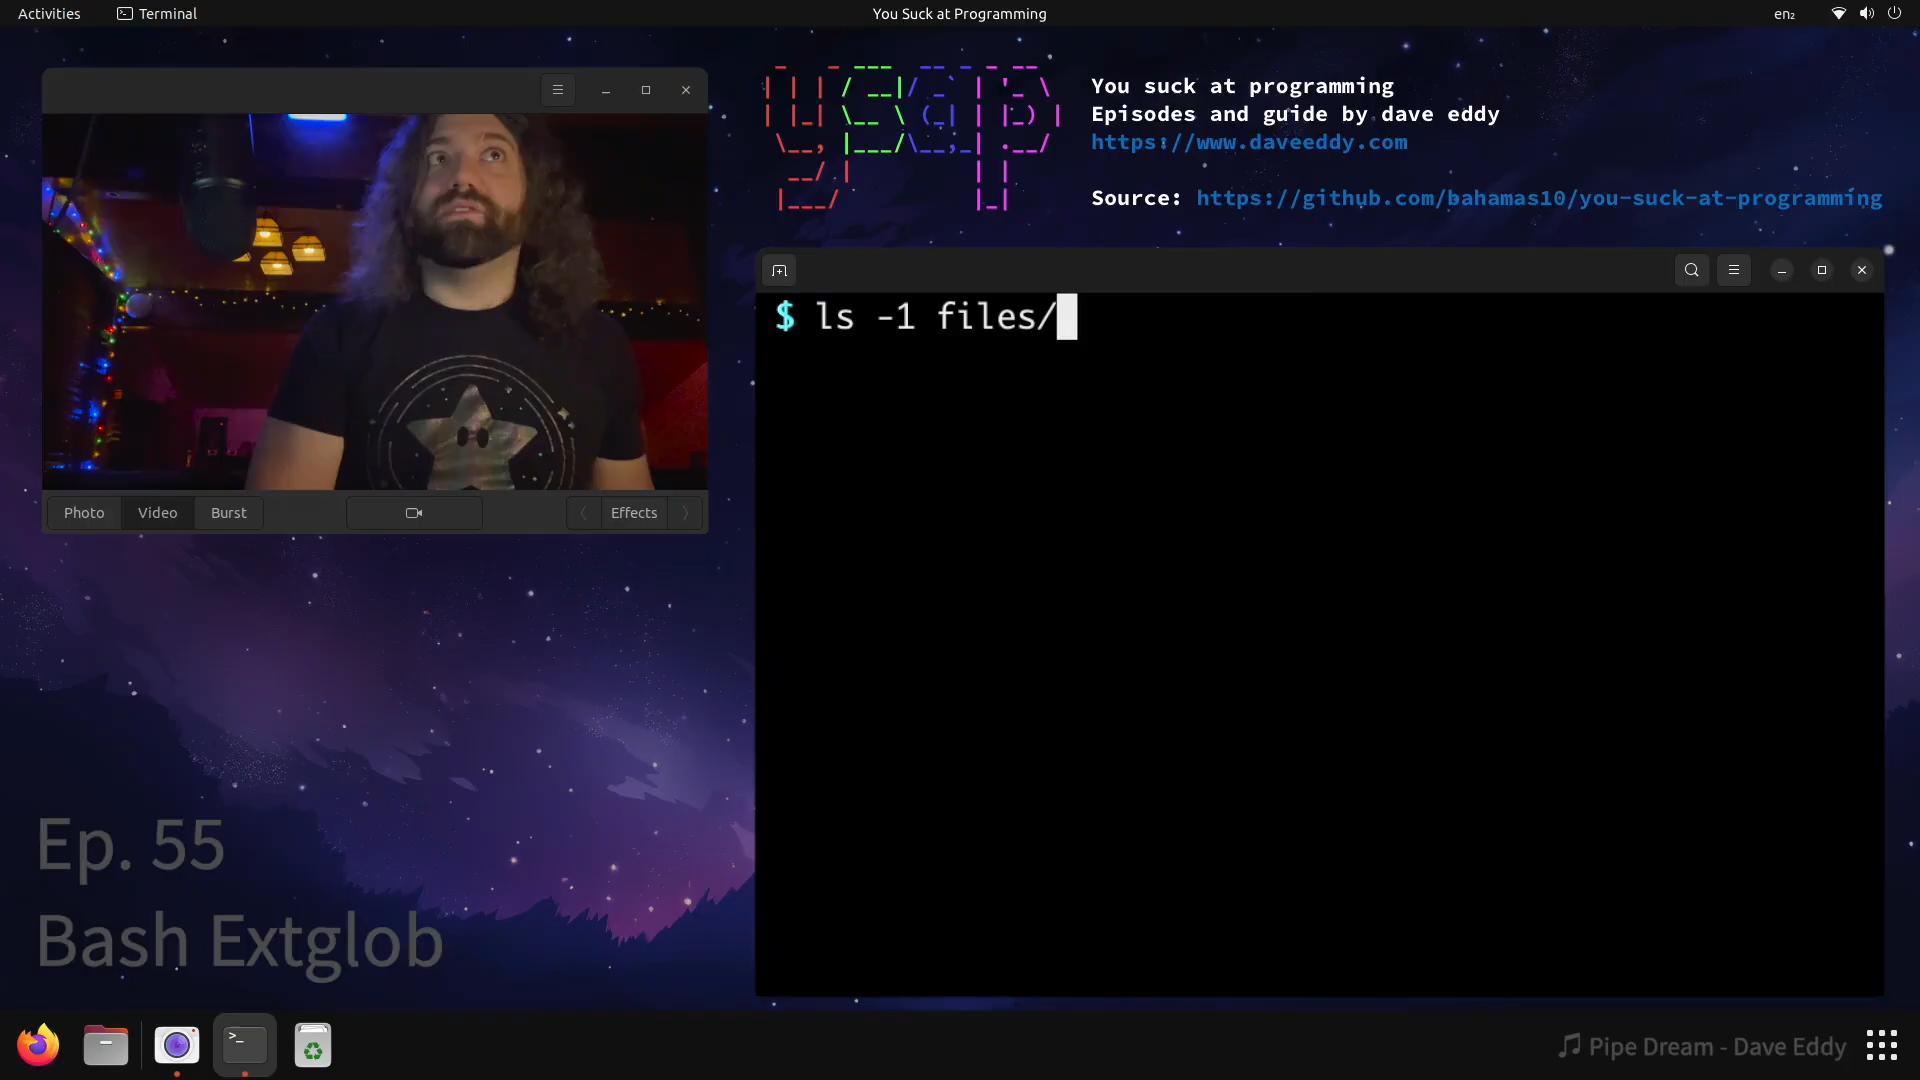 Activities
Terminal
You Suck at Programming
en₂
You suck at programming
Episodes and guide by dave eddy
https://www.daveeddy.com
Source: https://github.com/bahamas10/you-suck-at-programming
$ ls -1 files/
Photo
Video
Burst
Effects
Ep. 55
Bash Extglob
Pipe Dream - Dave Eddy